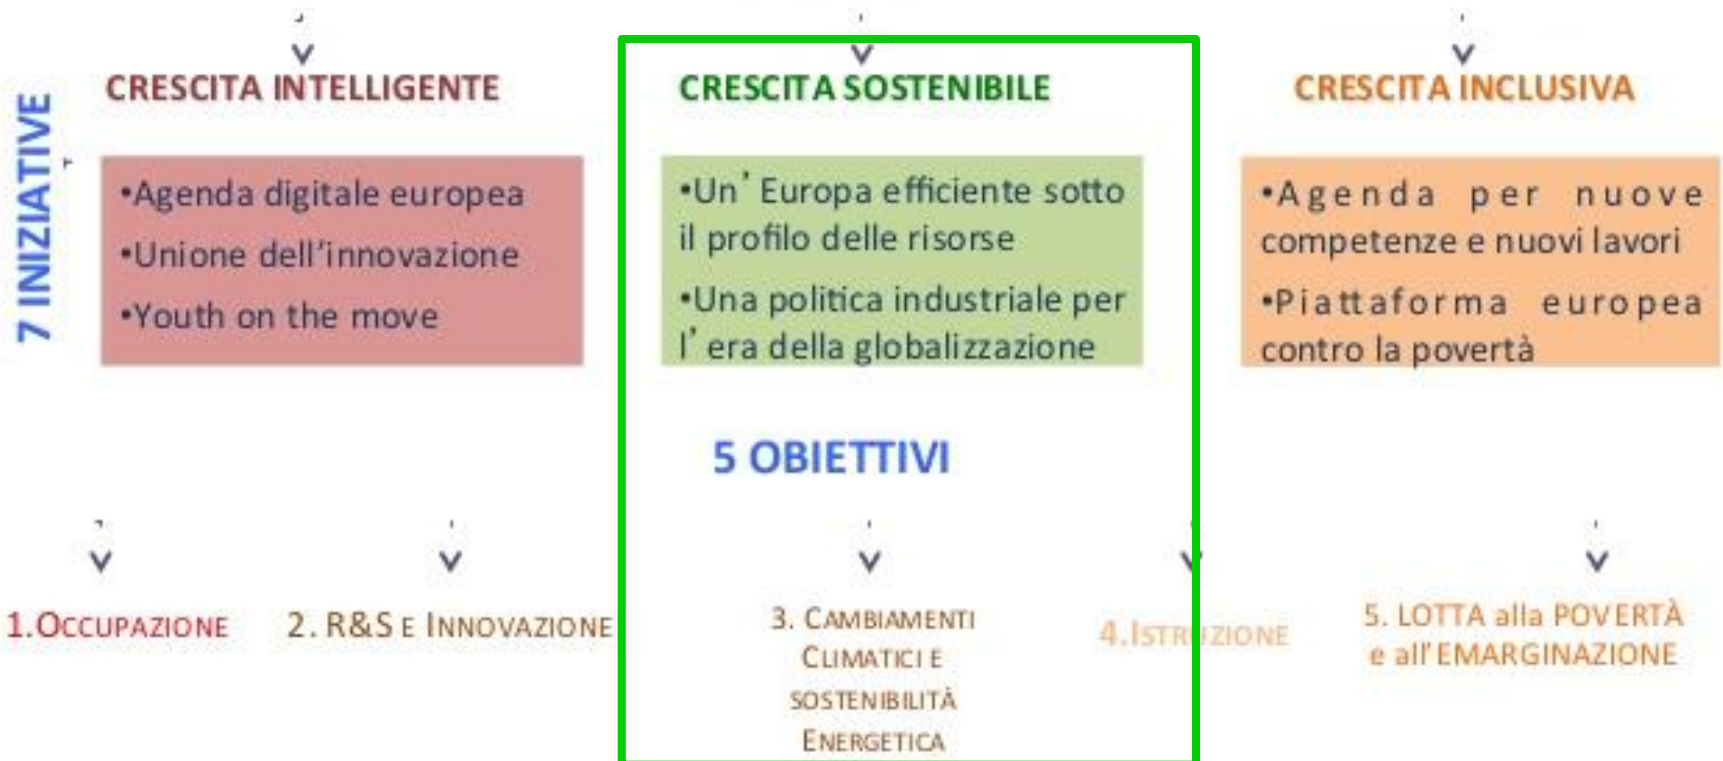 7 INIZIATIVE
CRESCITA INTELLIGENTE
•Agenda digitale europea
•Unione dell'innovazione
•Youth on the move
CRESCITA SOSTENIBILE
•Un' Europa efficiente sotto
il profilo delle risorse
•Una politica industriale per
l' era della globalizzazione
CRESCITA INCLUSIVA
•Agenda per nuove
competenze e nuovi lavori
•Piattaforma europea
contro la povertà
5 OBIETTIVI
1.OCCUPAZIONE
2. R&S E INNOVAZIONE
3. CAMBIAMENTI
CLIMATICI E
SOSTENIBILITÀ
ENERGETICA
4.ISTRUZIONE
5. LOTTA alla POVERTÀ
e all'EMARGINAZIONE